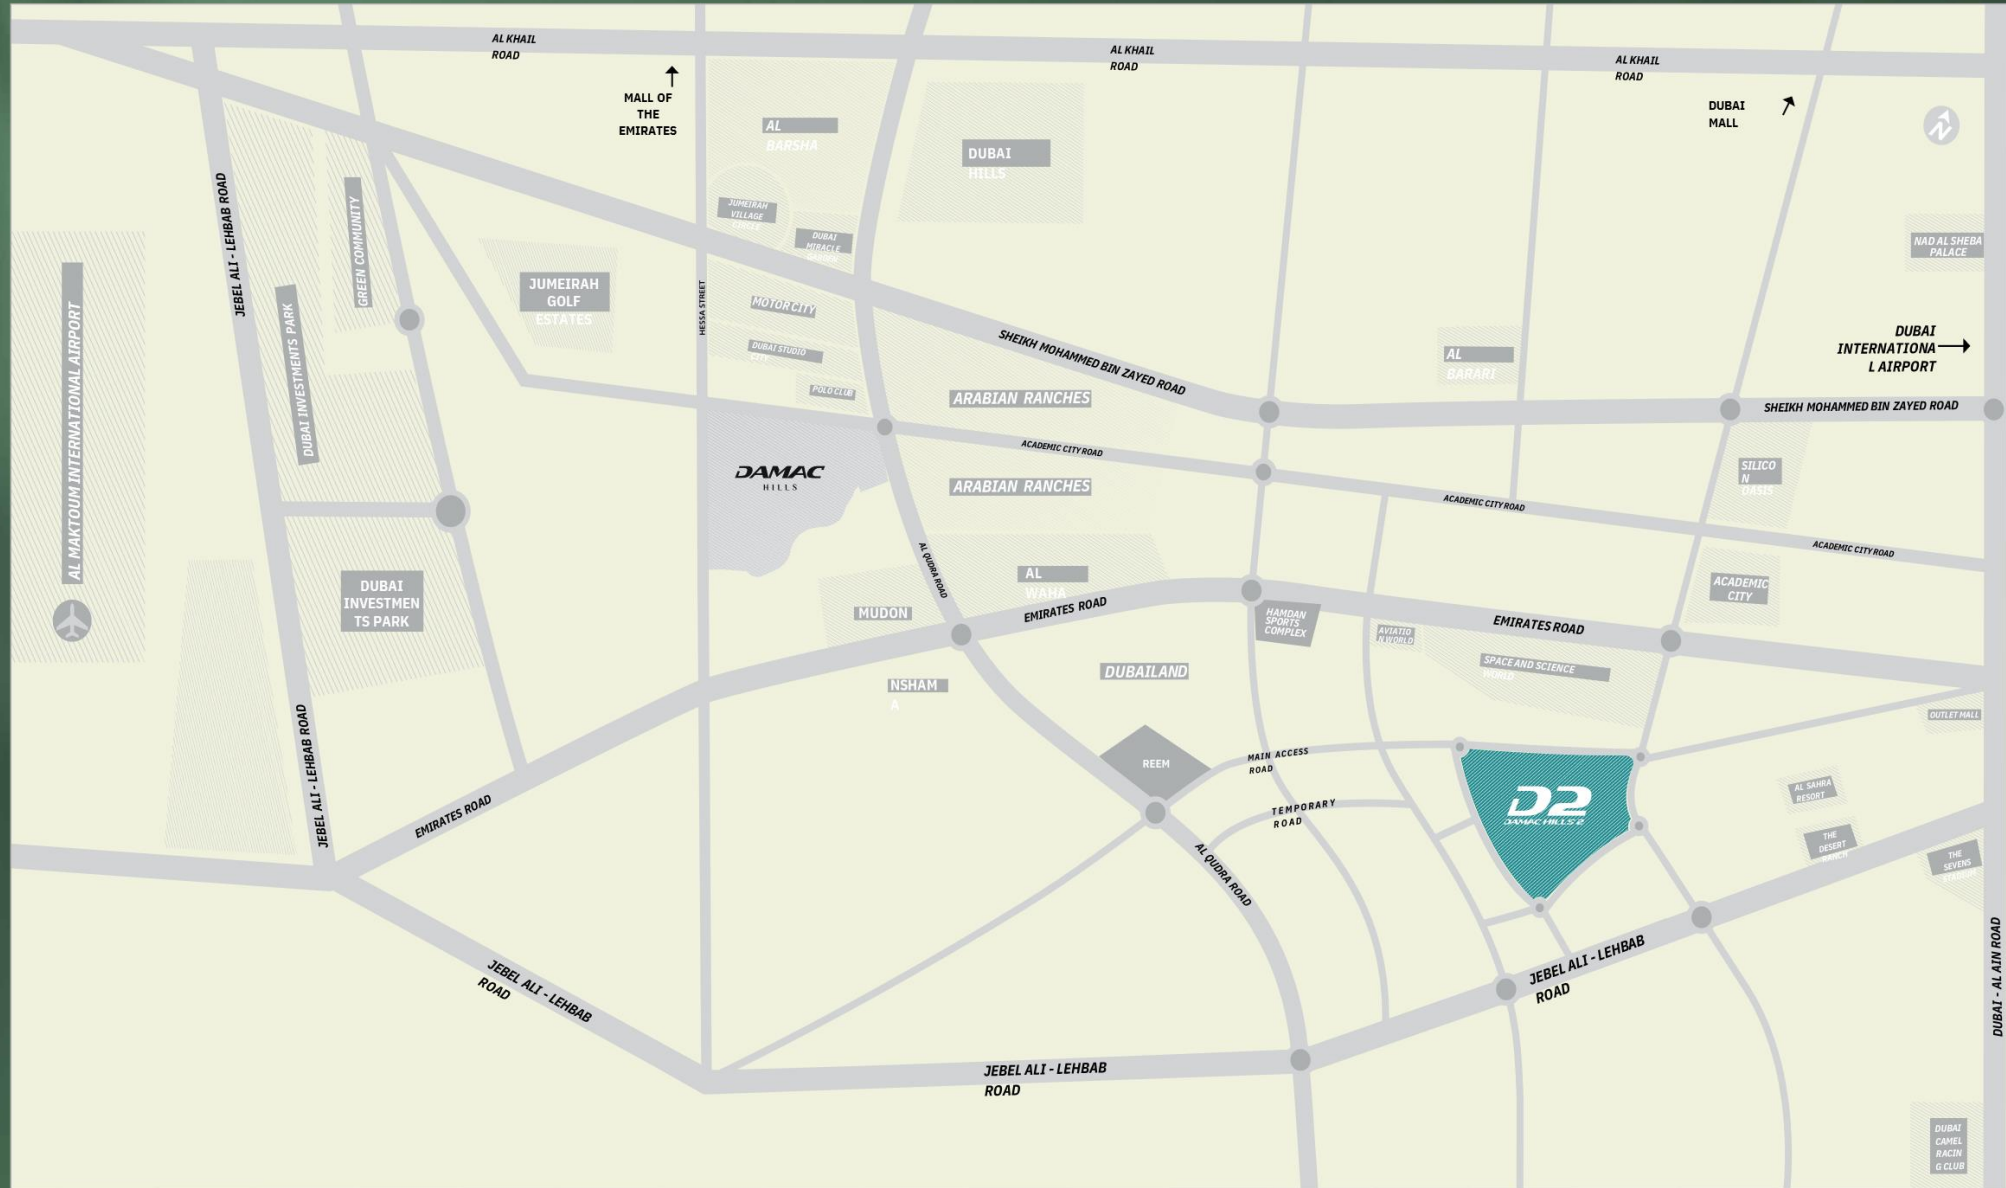 AL KHAIL
ROAD
AL KHAIL
ROAD
AL KHAIL
ROAD
MALL OF
THE
EMIRATES
DUBAI
MALL
N
AL
BARSHA
DUBAI
HILLS
JUMEIRAH
VILLAGE
CIRCLE
DUBAI
MIRACLE
GARDEN
NAD AL SHEBA
PALACE
JEBEL ALI - LEHBAB ROAD
GREEN COMMUNITY
AL MAKTOUM INTERNATIONAL AIRPORT
DUBAI INVESTMENTS PARK
JUMEIRAH
GOLF
ESTATES
HESSA STREET
MOTOR CITY
DUBAI STUDIO
CITY
POLO CLUB
SHEIKH MOHAMMED BIN ZAYED ROAD
DUBAI
INTERNATIONA
L AIRPORT
AL
BARARI
ARABIAN RANCHES
SHEIKH MOHAMMED BIN ZAYED ROAD
ACADEMIC CITY ROAD
DAMAC
HILLS
ARABIAN RANCHES
SILICO
N
OASIS
ACADEMIC CITY ROAD
ACADEMIC CITY ROAD
AL QUDRA ROAD
AL
WAHA
DUBAI
INVESTMEN
TS PARK
MUDON
EMIRATES ROAD
HAMDAN
SPORTS
COMPLEX
AVIATIO
N WORLD
EMIRATES ROAD
ACADEMIC
CITY
SPACE AND SCIENCE
WORLD
DUBAILAND
NSHAM
A
OUTLET MALL
JEBEL ALI - LEHBAB ROAD
REEM
MAIN ACCESS
ROAD
TEMPORARY
ROAD
D2
DAMAC HILLS 2
AL SAHRA
RESORT
THE
DESERT
RANCH
THE
SEVENS
STADIUM
EMIRATES ROAD
AL QUDRA ROAD
JEBEL ALI - LEHBAB
ROAD
JEBEL ALI - LEHBAB
ROAD
JEBEL ALI - LEHBAB
ROAD
DUBAI - AL AIN ROAD
DUBAI
CAMEL
RACIN
G CLUB